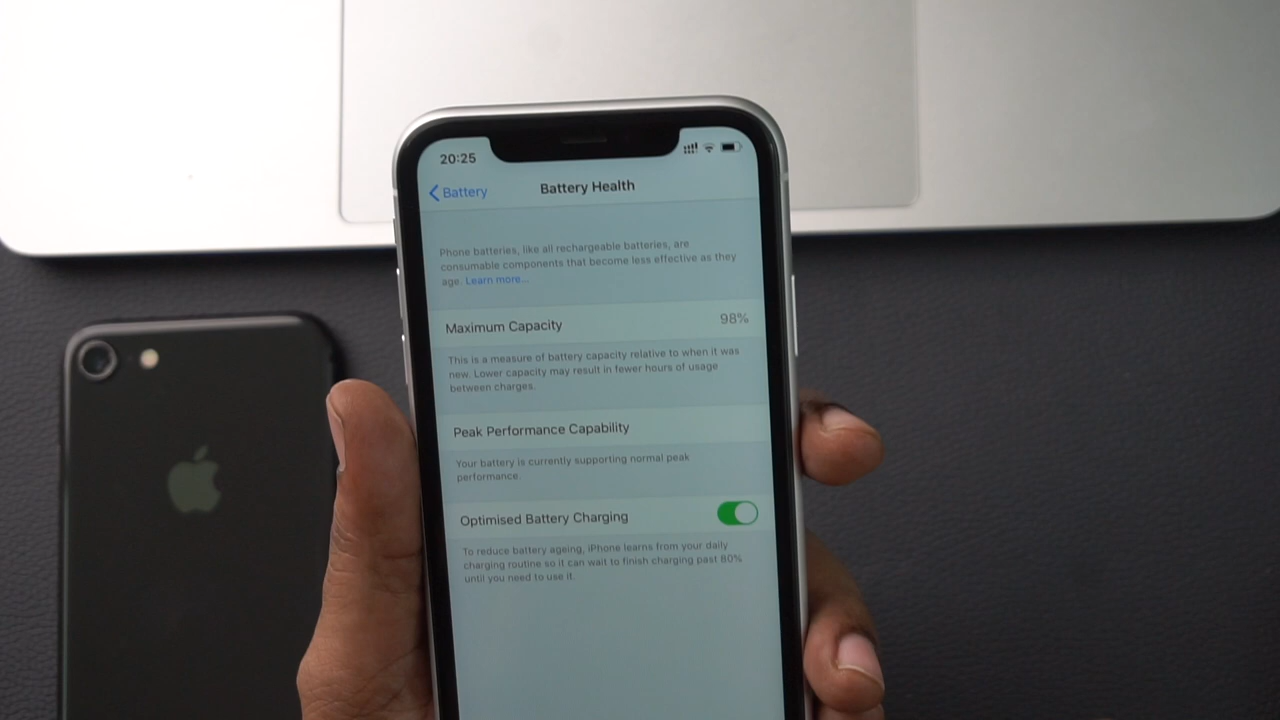 20:25
Battery
Battery Health
Phone batteries, like all rechargeable batteries, are
consumable components that become less effective as they
age. Learn more...
Maximum Capacity 98%
This is a measure of battery capacity relative to when it was
new. Lower capacity may result in fewer hours of usage
between charges.
Peak Performance Capability
Your battery is currently supporting normal peak
performance.
Optimised Battery Charging
To reduce battery ageing, iPhone learns from your daily
charging routine so it can wait to finish charging past 80%
until you need to use it.